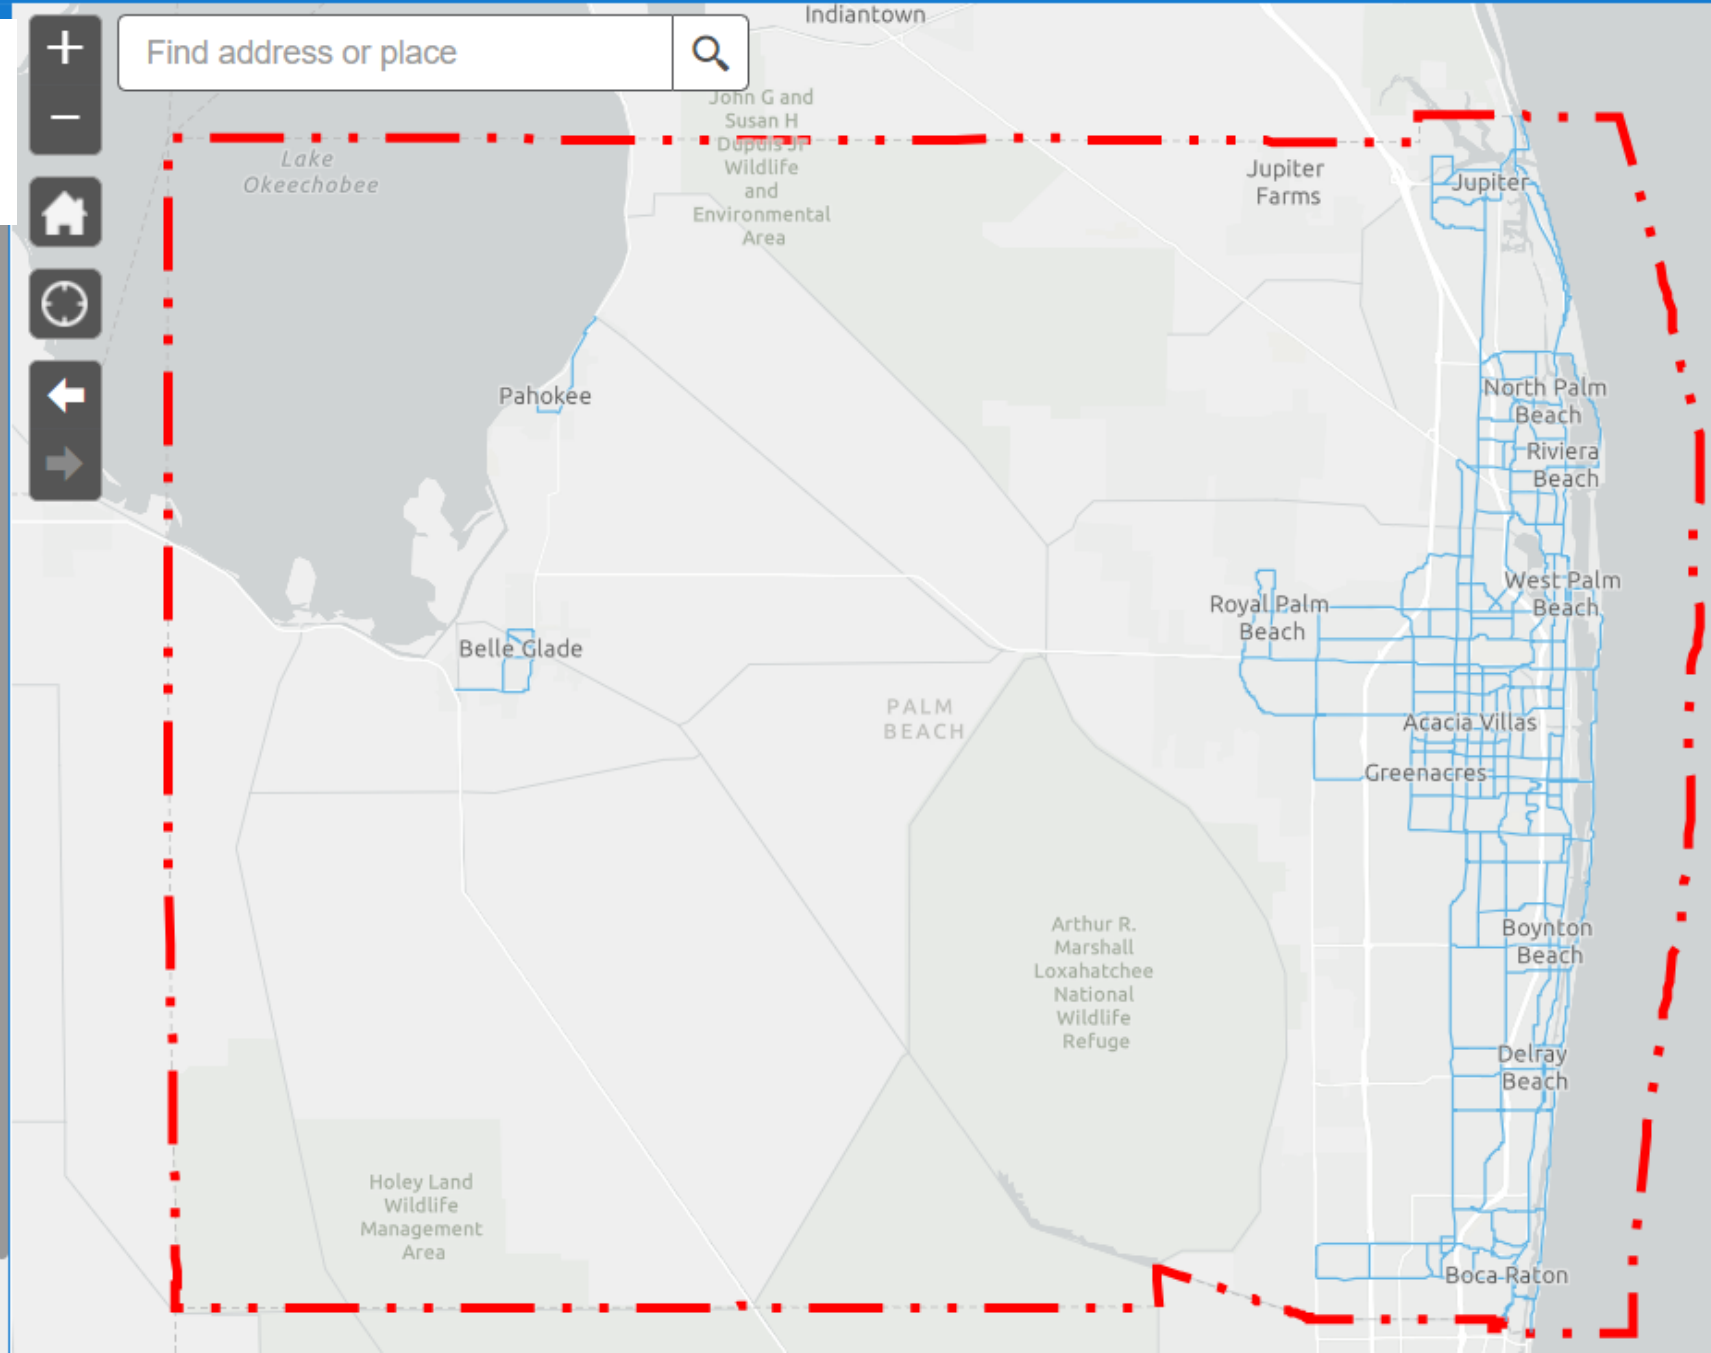 Indiantown
Find address or place
John G and
Susan H
Dupuis Jr
Wildlife
and
Environmental
Area
Lake
Okeechobee
Jupiter
Farms
Jupiter
Pahokee
North Palm
Beach
Riviera
Beach
West Palm
Beach
Royal Palm
Beach
Belle Glade
PALM
BEACH
Acacia Villas
Greenacres
Arthur R.
Marshall
Loxahatchee
National
Wildlife
Refuge
Boynton
Beach
Delray
Beach
Holey Land
Wildlife
Management
Area
Boca Raton